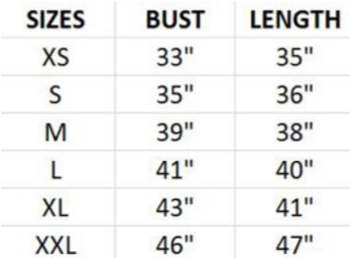 SIZES BUST LENGTH
XS 33" 35"
S 35" 36"
M 39" 38"
L 41" 40"
XL 43" 41"
XXL 46" 47"